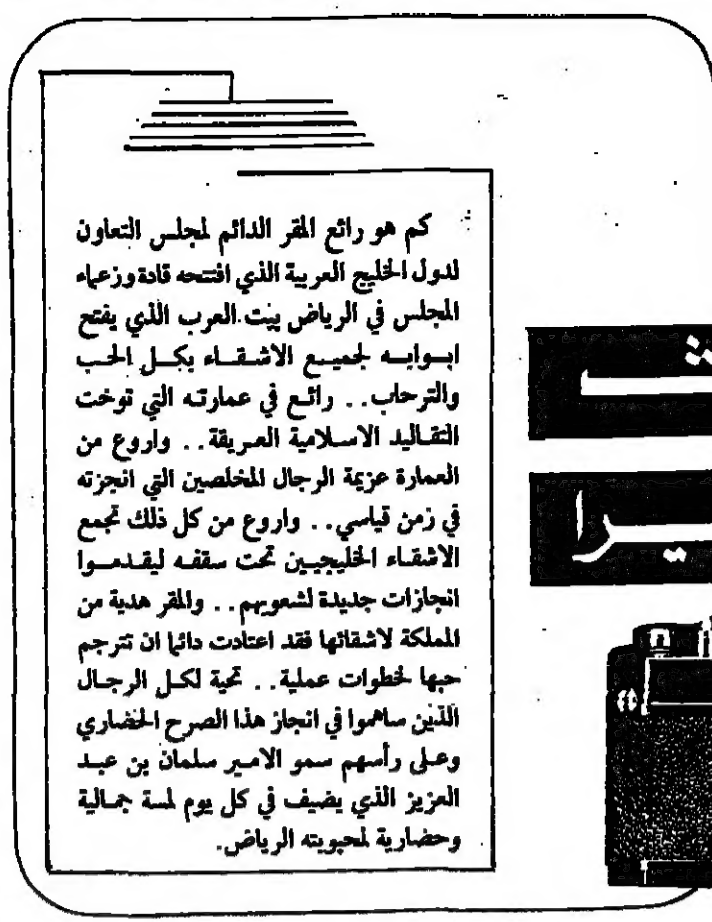 كم هو رائع المقر الدائم لمجلس التعاون
لدول الخليج العربية الذي افتتحه قادة وزعماء
المجلس في الرياض بيت العرب الذي يفتح
ابوابه لجميع الاشقاء بكل الحب
والترحاب.. رائع في عمارته التي توخت
التقاليد الاسلامية العريقة.. واروع من
العمارة عزيمة الرجال المخلصين التي انجزته
في زمن قياسي.. واروع من كل ذلك تجمع
الاشقاء الخليجيين تحت سقفه ليقدموا
انجازات جديدة لشعوبهم.. والمقر هدية من
المملكة لاشقائها فقد اعتادت دائما ان تترجم
حبها لخطوات عملية.. تحية لكل الرجال
الذين ساهموا في انجاز هذا الصرح الحضاري
وعلى رأسهم سمو الامير سلمان بن عبد
العزيز الذي يضيف في كل يوم لمسة جمالية
وحضارية لمحبوبته الرياض.